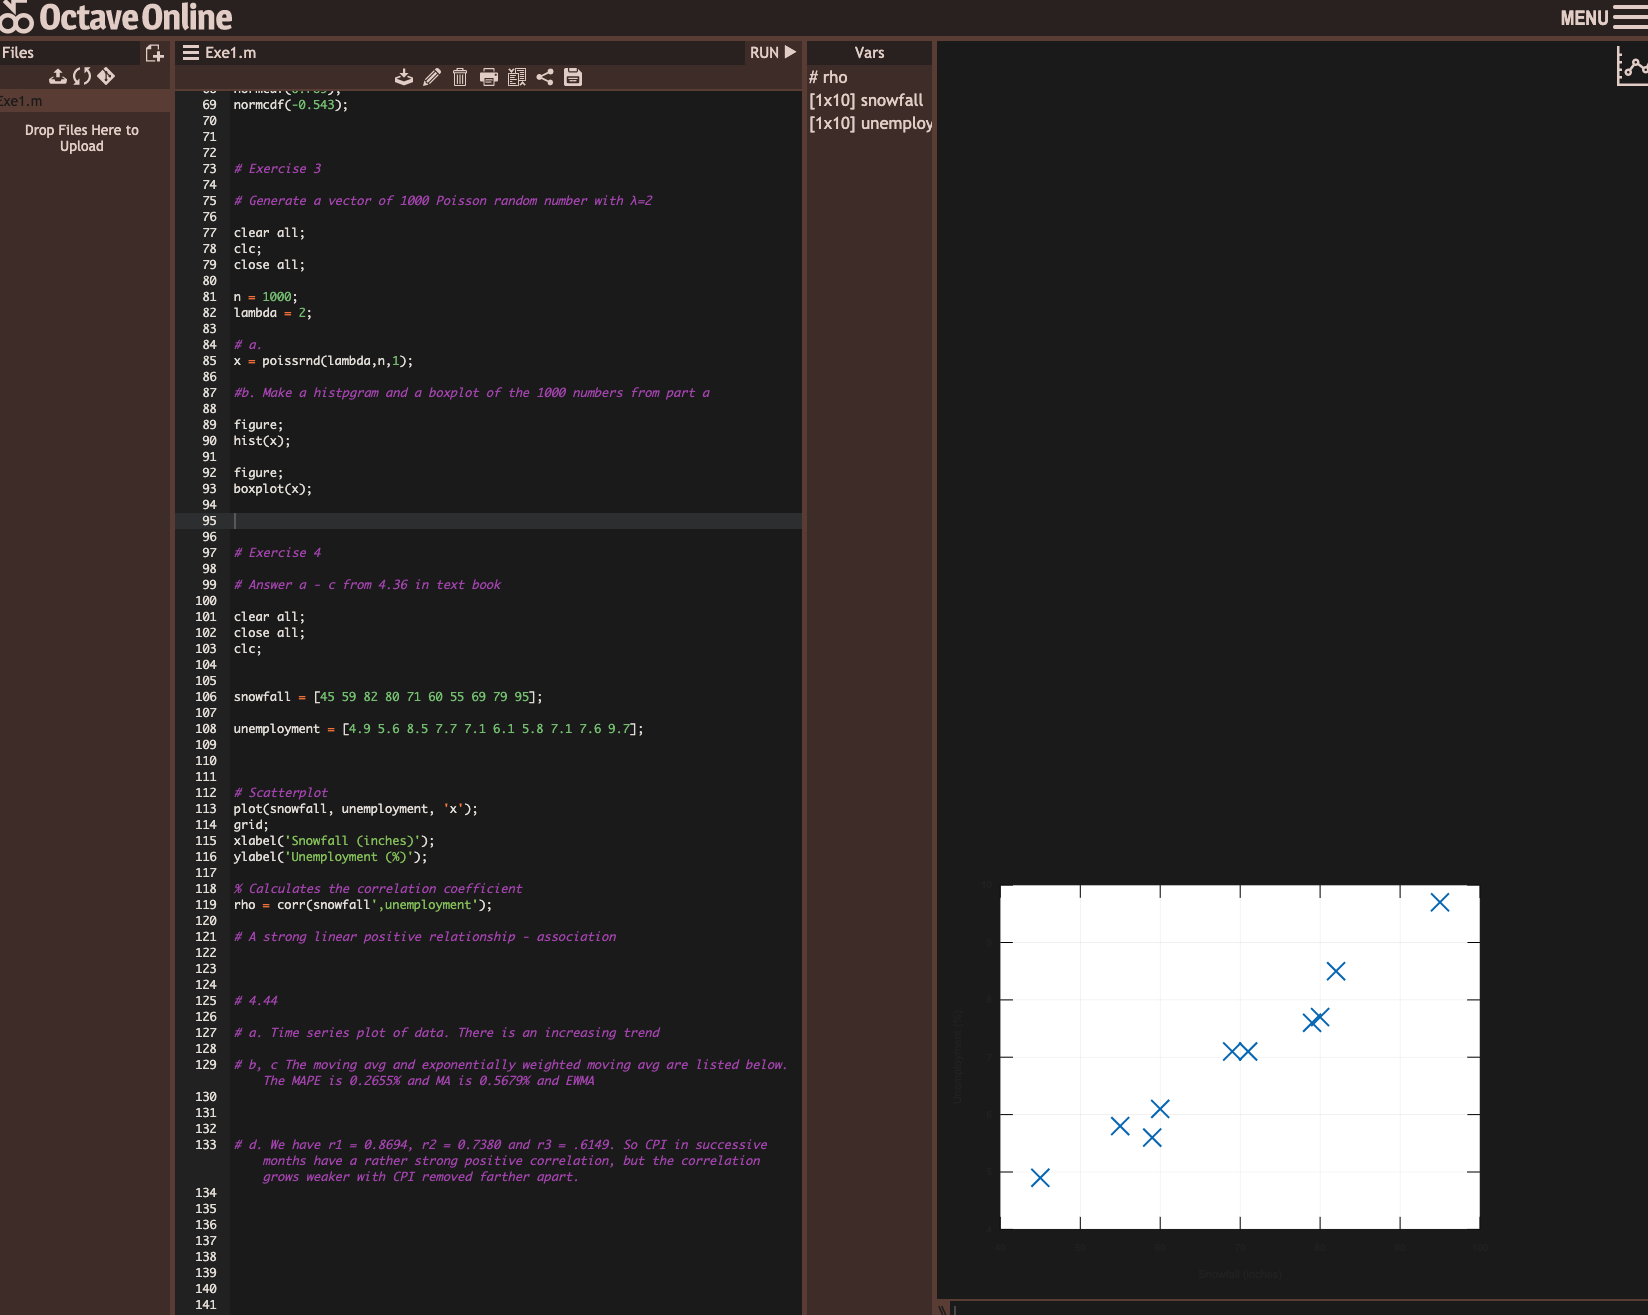 Octave Online
MENU
Files
Exe1.m
Drop Files Here to
Upload
Exe1.m
RUN
69 normcdf(-0.543);
70
71
72
73 # Exercise 3
74
75 # Generate a vector of 1000 Poisson random number with λ=2
76
77 clear all;
78 clc;
79 close all;
80
81 n = 1000;
82 lambda = 2;
83
84 # a.
85 x = poissrnd(lambda,n,1);
86
87 #b. Make a histpgram and a boxplot of the 1000 numbers from part a
88
89 figure;
90 hist(x);
91
92 figure;
93 boxplot(x);
94
95
96
97 # Exercise 4
98
99 # Answer a - c from 4.36 in text book
100
101 clear all;
102 close all;
103 clc;
104
105
106 snowfall = [45 59 82 80 71 60 55 69 79 95];
107
108 unemployment = [4.9 5.6 8.5 7.7 7.1 6.1 5.8 7.1 7.6 9.7];
109
110
111
112 # Scatterplot
113 plot(snowfall, unemployment, 'x');
114 grid;
115 xlabel('Snowfall (inches)');
116 ylabel('Unemployment (%)');
117
118 % Calculates the correlation coefficient
119 rho = corr(snowfall',unemployment');
120
121 # A strong linear positive relationship - association
122
123
124
125 # 4.44
126
127 # a. Time series plot of data. There is an increasing trend
128
129 # b, c The moving avg and exponentially weighted moving avg are listed below.
The MAPE is 0.2655% and MA is 0.5679% and EWMA
130
131
132
133 # d. We have r1 = 0.8694, r2 = 0.7380 and r3 = .6149. So CPI in successive
months have a rather strong positive correlation, but the correlation
grows weaker with CPI removed farther apart.
134
135
136
137
138
139
140
141
Vars
# rho
[1x10] snowfall
[1x10] unemploy
Snowfall (inches)